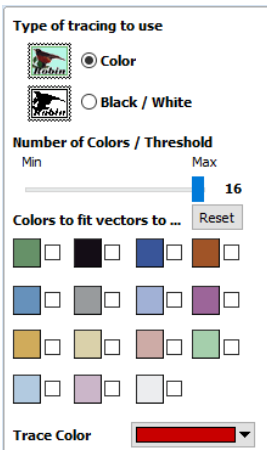 Type of tracing to use
Robin
Color
Robin
Black / White
Number of Colors / Threshold
Min Max
16
Colors to fit vectors to ... Reset
Trace Color